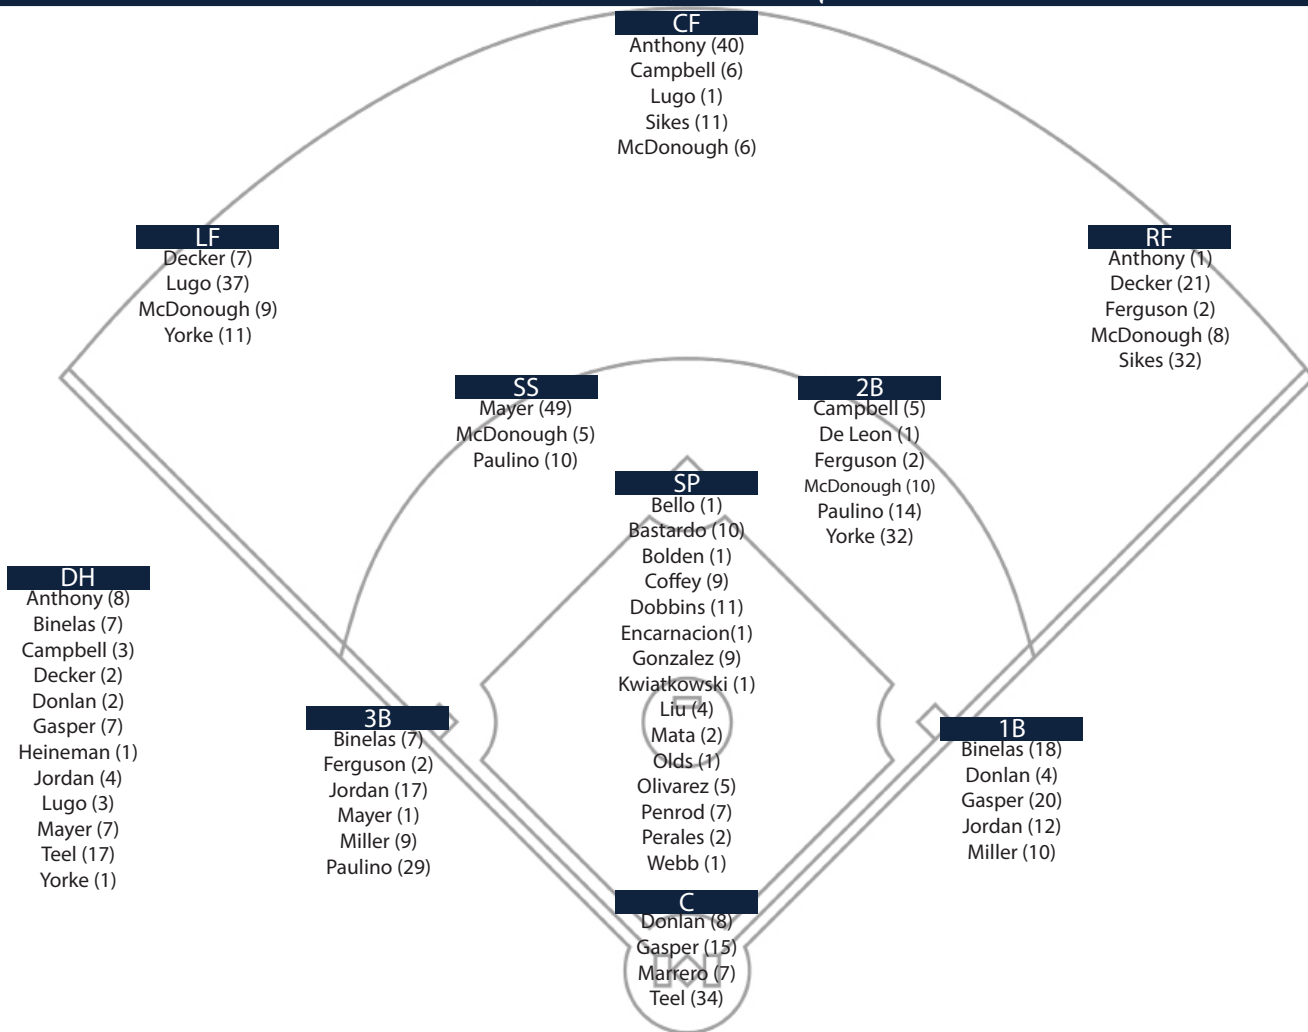 CF
Anthony (40)
Campbell (6)
Lugo (1)
Sikes (11)
McDonough (6)
LF
Decker (7)
Lugo (37)
McDonough (9)
Yorke (11)
RF
Anthony (1)
Decker (21)
Ferguson (2)
McDonough (8)
Sikes (32)
SS
Mayer (49)
McDonough (5)
Paulino (10)
2B
Campbell (5)
De Leon (1)
Ferguson (2)
McDonough (10)
Paulino (14)
Yorke (32)
SP
Bello (1)
Bastardo (10)
Bolden (1)
Coffey (9)
Dobbins (11)
Encarnacion(1)
Gonzalez (9)
Kwiatkowski (1)
Liu (4)
Mata (2)
Olds (1)
Olivarez (5)
Penrod (7)
Perales (2)
Webb (1)
DH
Anthony (8)
Binelas (7)
Campbell (3)
Decker (2)
Donlan (2)
Gasper (7)
Heineman (1)
Jordan (4)
Lugo (3)
Mayer (7)
Teel (17)
Yorke (1)
3B
Binelas (7)
Ferguson (2)
Jordan (17)
Mayer (1)
Miller (9)
Paulino (29)
1B
Binelas (18)
Donlan (4)
Gasper (20)
Jordan (12)
Miller (10)
C
Donlan (8)
Gasper (15)
Marrero (7)
Teel (34)